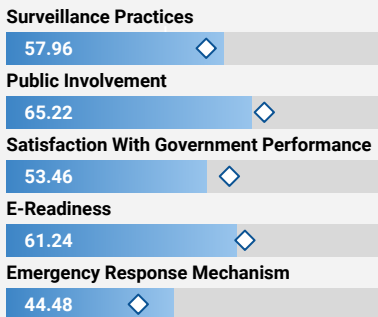 Surveillance Practices
57.96
Public Involvement
65.22
Satisfaction With Government Performance
53.46
E-Readiness
61.24
Emergency Response Mechanism
44.48